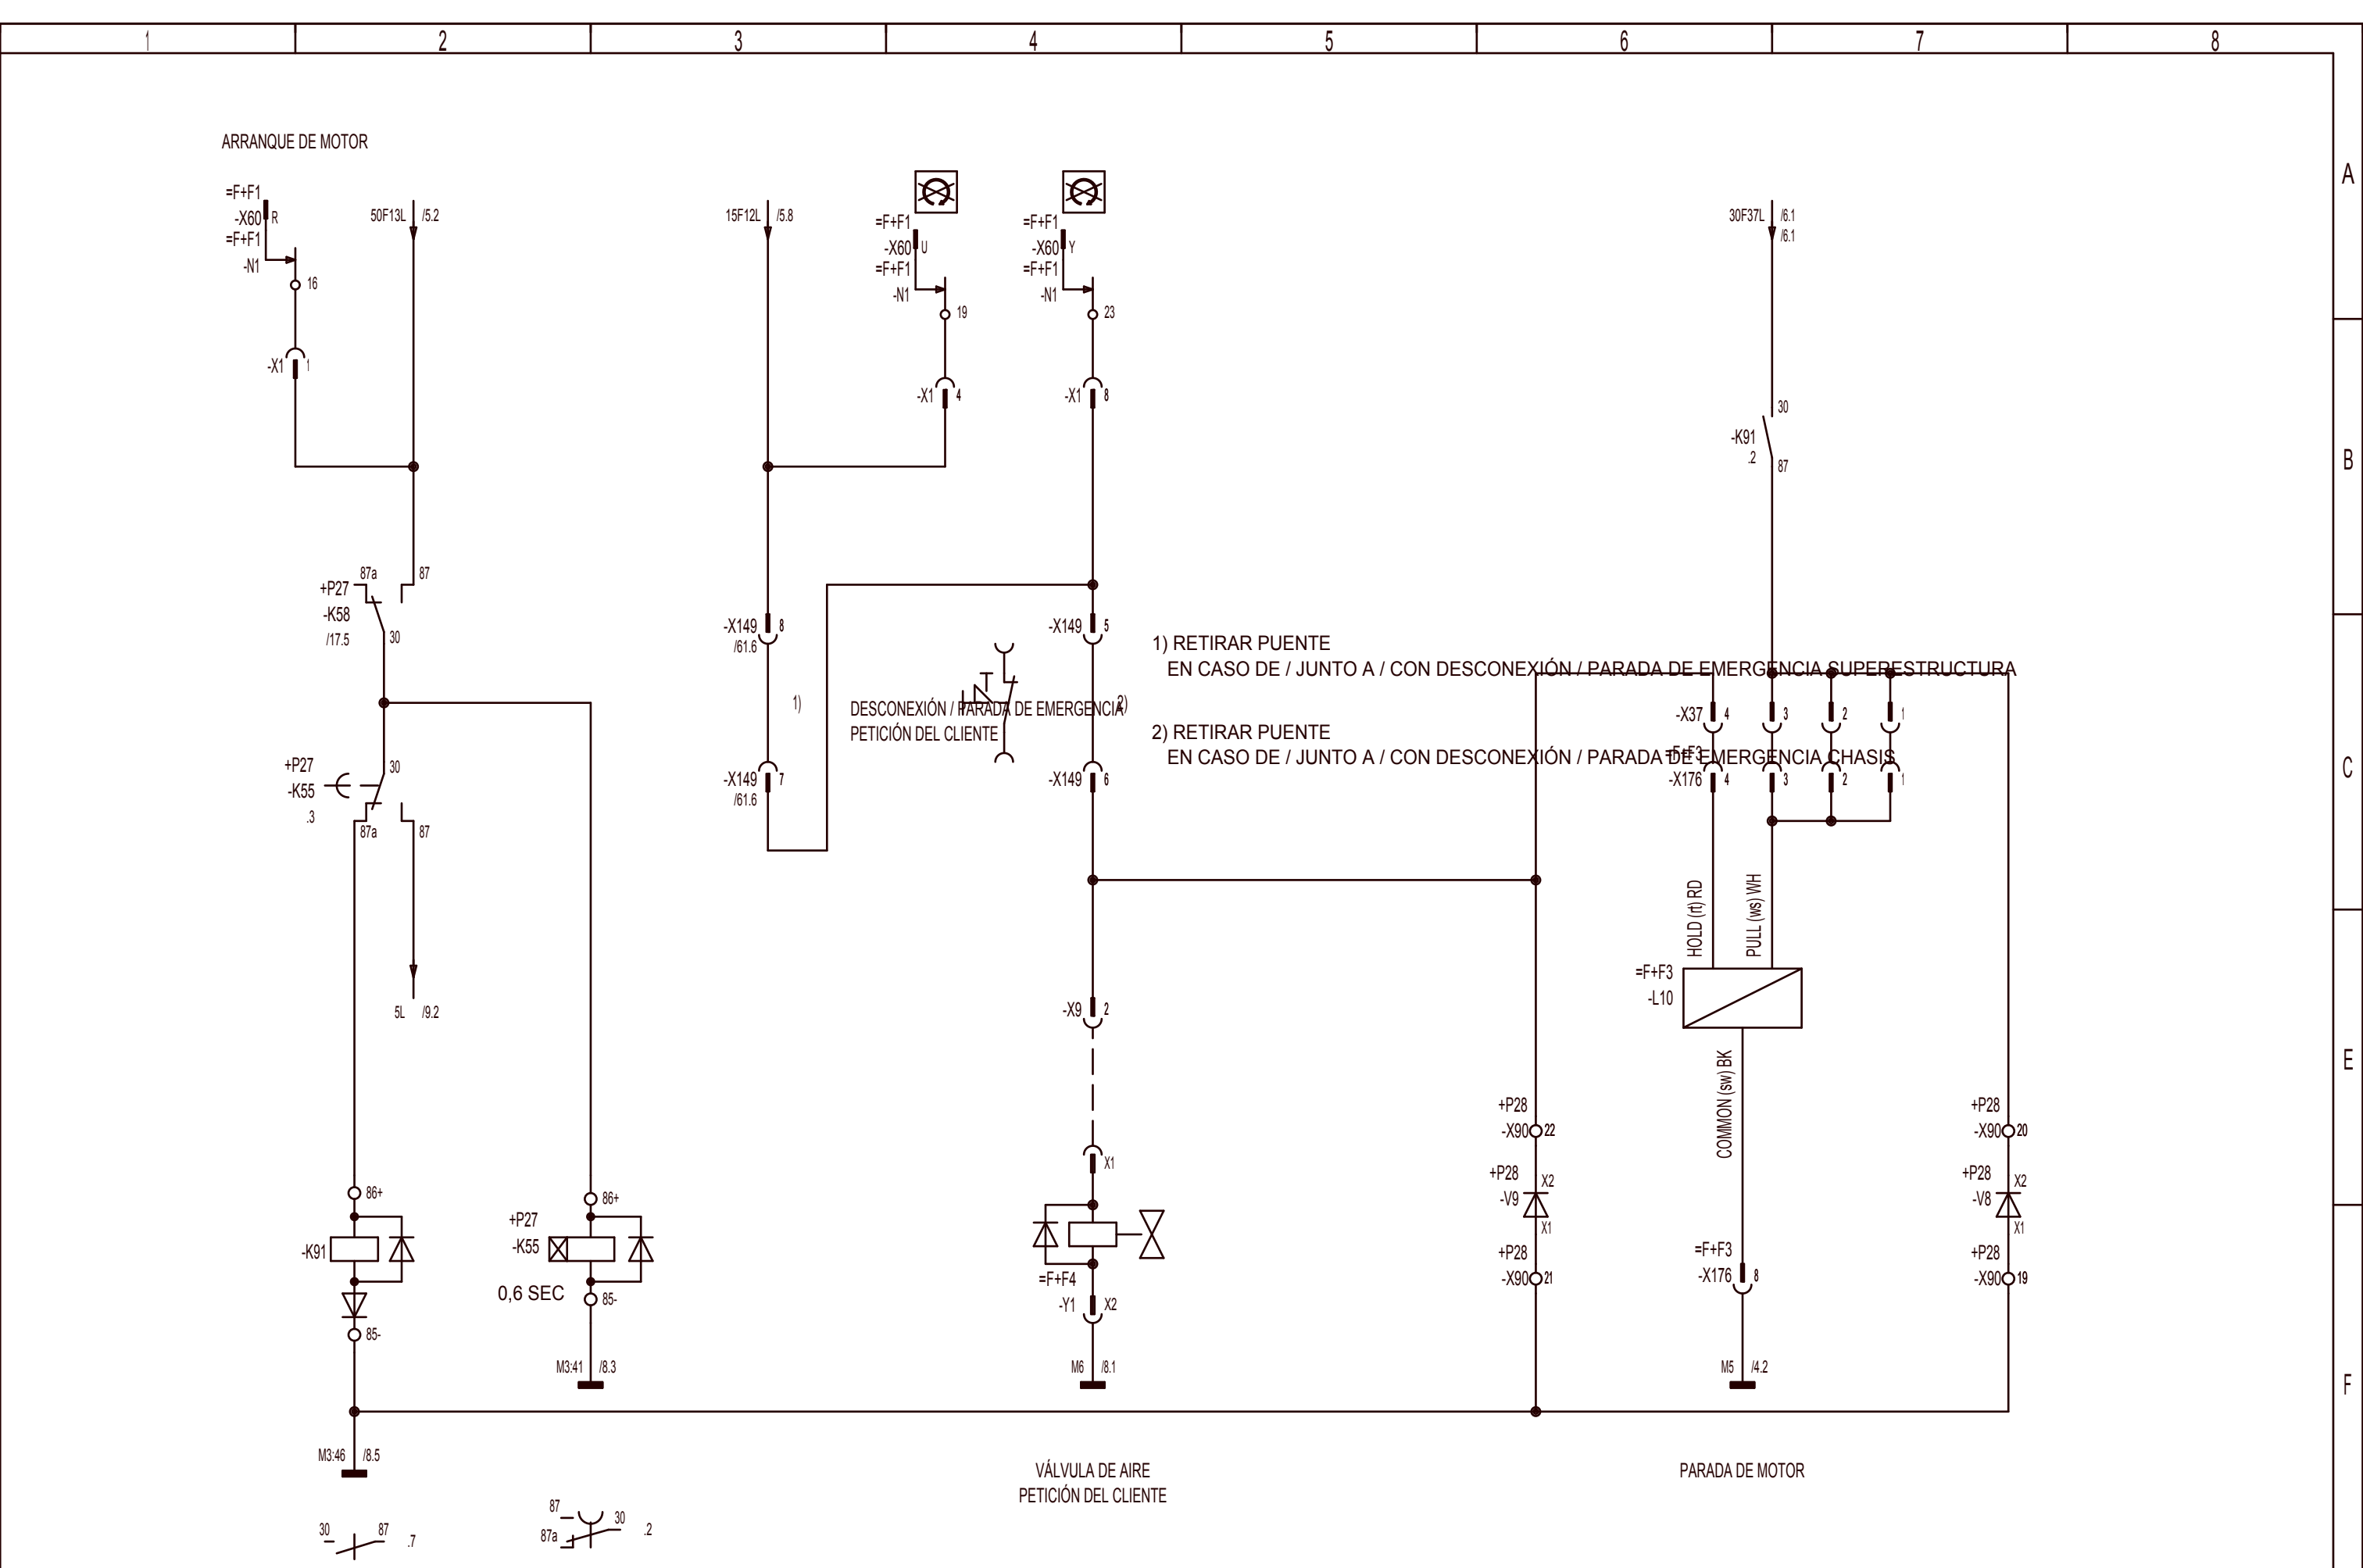 1 2 3 4 5 6 7 8
A
B
C
E
F
ARRANQUE DE MOTOR
=F+F1
-X60 R
=F+F1
-N1
16
-X1 1
50F13L /5.2
15F12L /5.8
=F+F1
-X60 U
=F+F1
-N1
19
-X1 4
=F+F1
-X60 Y
=F+F1
-N1
23
-X1 8
30F37L /6.1
/6.1
30
-K91
.2
87
87a 87
+P27
-K58
/17.5
30
+P27
-K55
.3
30
87a 87
5L /9.2
-X149 8
/61.6
1)
-X149 7
/61.6
DESCONEXIÓN / PARADA DE EMERGENCIA
PETICIÓN DEL CLIENTE
-X149 5
2)
-X149 6
1) RETIRAR PUENTE
EN CASO DE / JUNTO A / CON DESCONEXIÓN / PARADA DE EMERGENCIA SUPERESTRUCTURA
2) RETIRAR PUENTE
EN CASO DE / JUNTO A / CON DESCONEXIÓN / PARADA DE EMERGENCIA CHASIS
-X37 4 3 2 1
=F+F3
-X176 4 3 2 1
HOLD (rt) RD
PULL (ws) WH
=F+F3
-L10
COMMON (sw) BK
-X9 2
X1
=F+F4
-Y1 X2
M6 /8.1
86+
-K91
85-
M3:46 /8.5
86+
+P27
-K55
0,6 SEC
85-
M3:41 /8.3
+P28
-X90 22
+P28
-V9
X2
X1
+P28
-X90 21
=F+F3
-X176 8
M5 /4.2
+P28
-X90 20
+P28
-V8
X2
X1
+P28
-X90 19
VÁLVULA DE AIRE
PETICIÓN DEL CLIENTE
PARADA DE MOTOR
30 87 .7
87
87a
30 .2